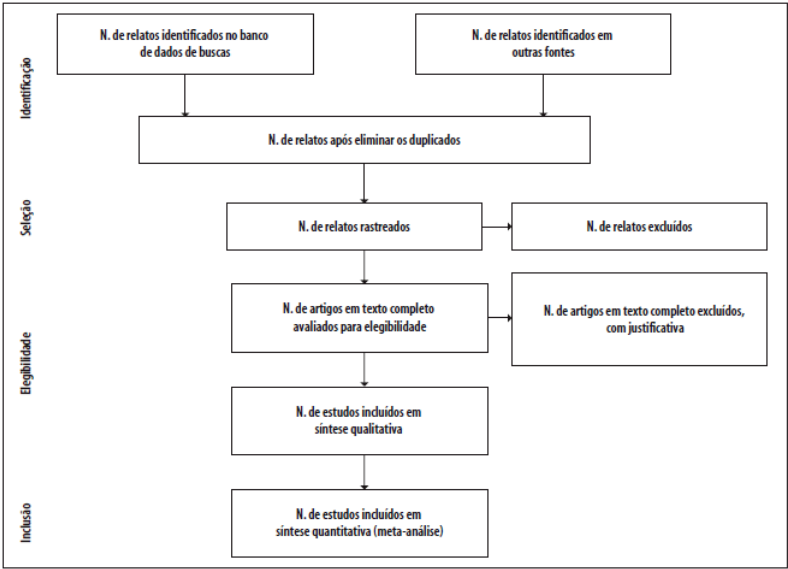 Identificação
N. de relatos identificados no banco
de dados de buscas
N. de relatos identificados em
outras fontes
N. de relatos após eliminar os duplicados
Seleção
N. de relatos rastreados
N. de relatos excluídos
Elegibilidade
N. de artigos em texto completo
avaliados para elegibilidade
N. de artigos em texto completo excluídos,
com justificativa
N. de estudos incluídos em
síntese qualitativa
Inclusão
N. de estudos incluídos em
síntese quantitativa (meta-análise)